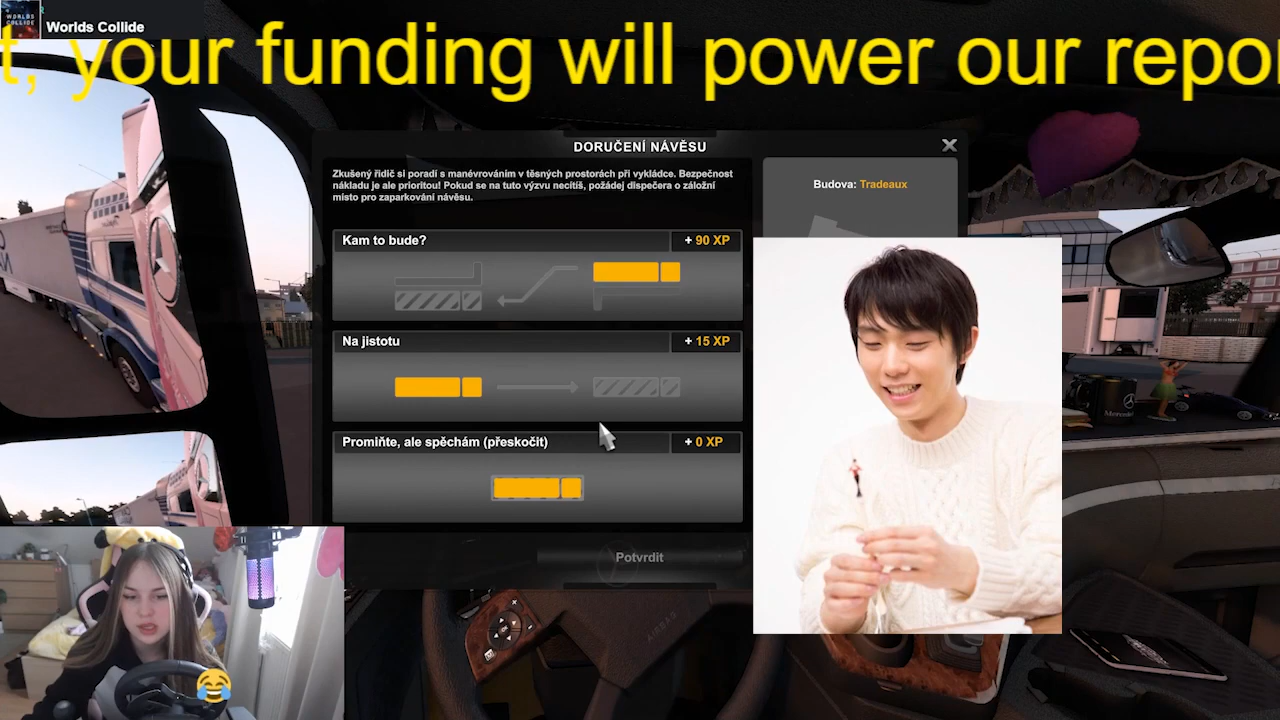 Worlds Collide
t, your funding will power our repo
DORUČENÍ NÁVĚSU
Zkušený řidič si poradí s manévrováním v těsných prostorách při vykládce. Bezpečnost
nákladu je ale prioritou! Pokud se na tuto výzvu necítíš, požádej dispečera o záložní
místo pro zaparkování návěsu.
Budova: Tradeaux
Kam to bude? + 90 XP
Na jistotu + 15 XP
Promiňte, ale spěchám (přeskočit) + 0 XP
Potvrdit
AIRBAG